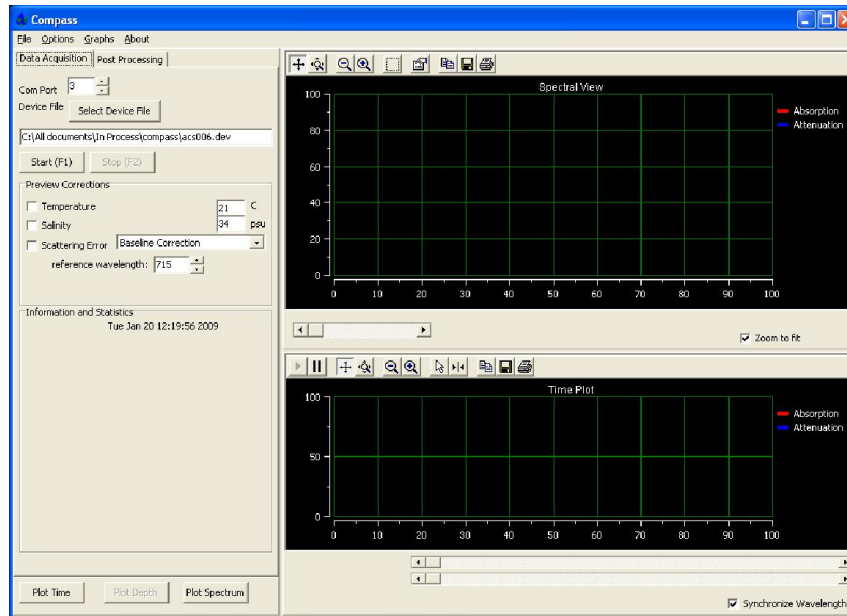 Compass
File Options Graphs About
Data Acquisition Post Processing
Com Port 3
Device File Select Device File
C:\All documents\In Process\compass\acs006.dev
Start (F1) Stop (F2)
Preview Corrections
Temperature 21 C
Salinity 34 psu
Scattering Error Baseline Correction
reference wavelength: 715
Information and Statistics
Tue Jan 20 12:19:56 2009
Plot Time Plot Depth Plot Spectrum
Spectral View
Absorption
Attenuation
100
80
60
40
20
0
0 10 20 30 40 50 60 70 80 90 100
Zoom to fit
Time Plot
Absorption
Attenuation
100
50
0
0 10 20 30 40 50 60 70 80 90 100
Synchronize Wavelength